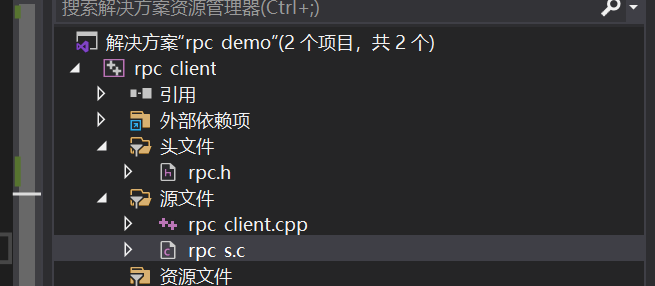 搜索解决方案资源管理器(Ctrl+;)
解决方案"rpc demo"(2 个项目，共 2 个)
rpc client
引用
外部依赖项
头文件
rpc.h
源文件
rpc client.cpp
rpc s.c
资源文件